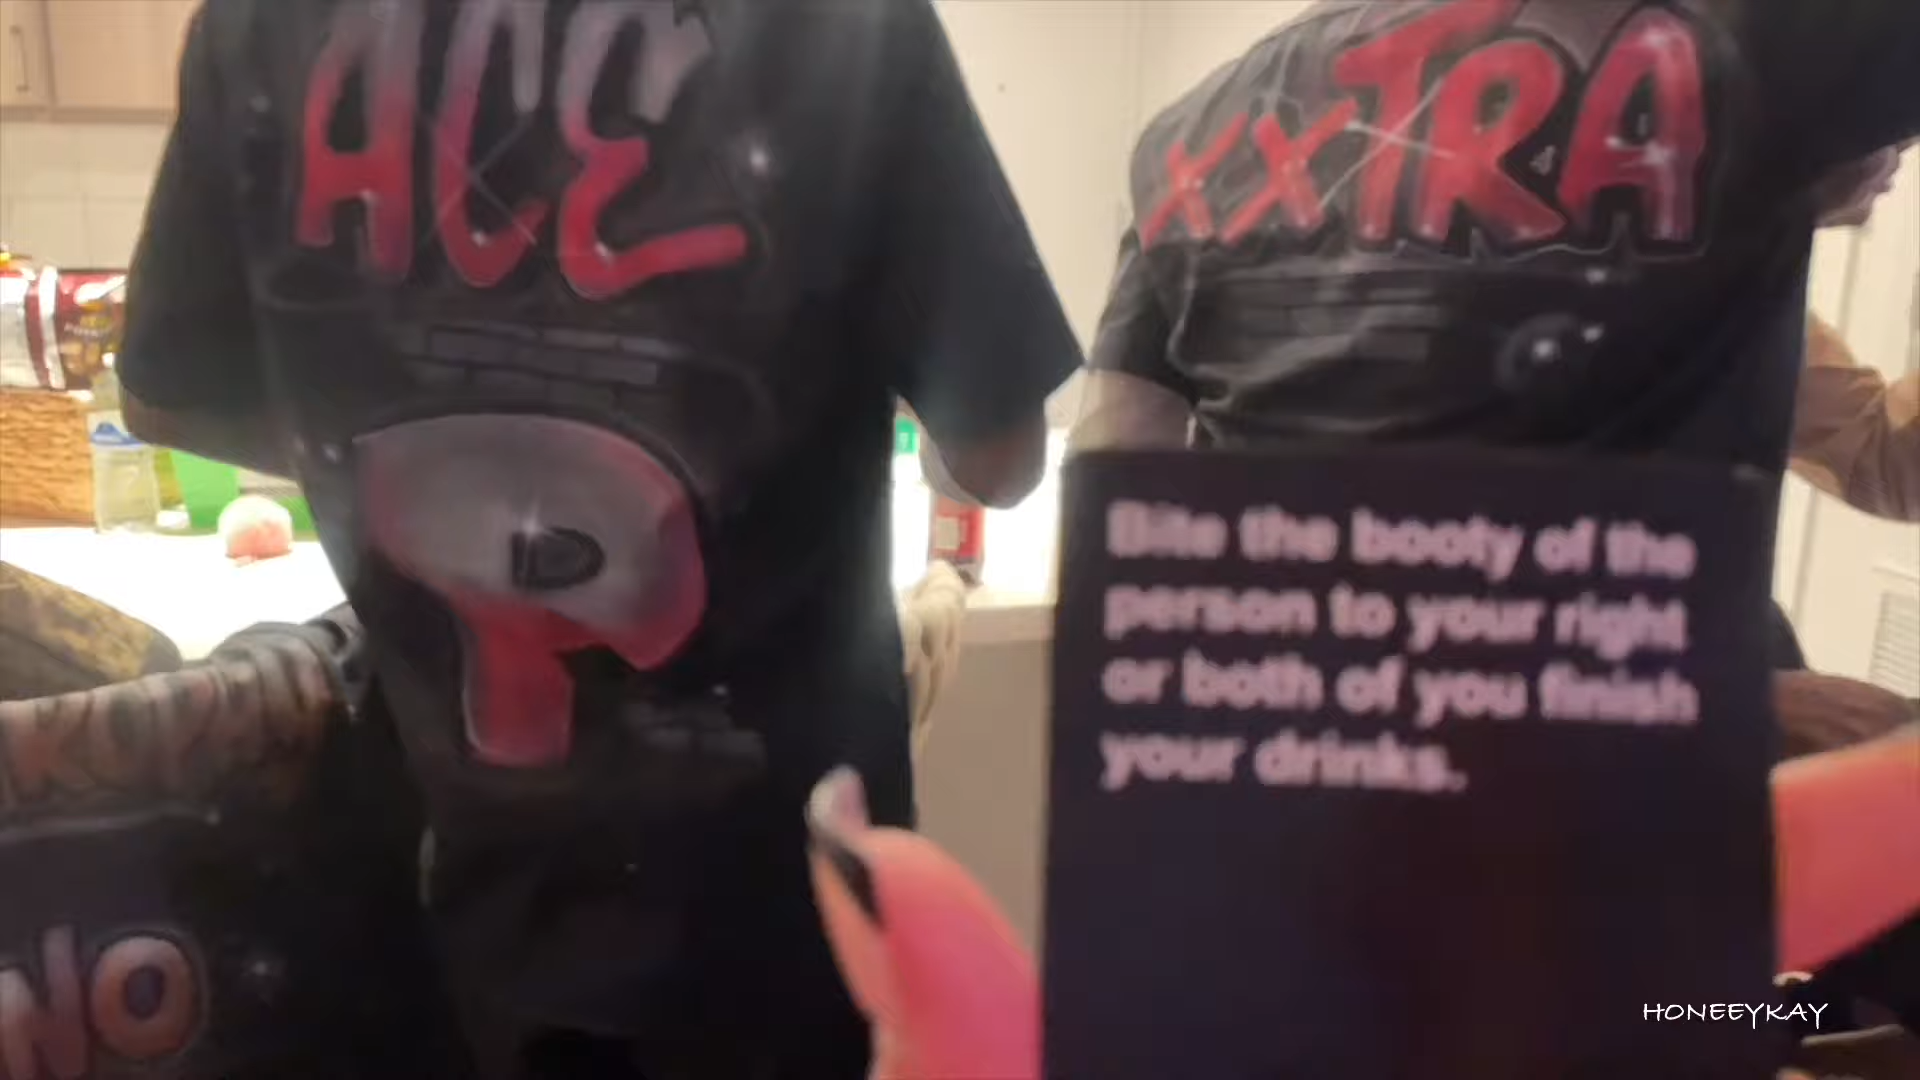 ACE
XXTRA
Bite the booty of the
person to your right
or both of you finish
your drinks.
NO
HONEEYKAY